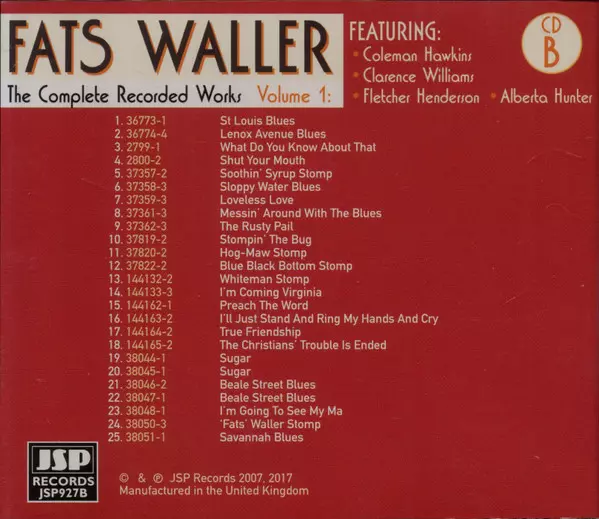 FATS WALLER
The Complete Recorded Works Volume 1:
FEATURING:
• Coleman Hawkins
• Clarence Williams
• Fletcher Henderson • Alberta Hunter
CD
B
1. 36773-1 St Louis Blues
2. 36774-4 Lenox Avenue Blues
3. 2799-1 What Do You Know About That
4. 2800-2 Shut Your Mouth
5. 37357-2 Soothin' Syrup Stomp
6. 37358-3 Sloppy Water Blues
7. 37359-3 Loveless Love
8. 37361-3 Messin' Around With The Blues
9. 37362-3 The Rusty Pail
10. 37819-2 Stompin' The Bug
11. 37820-2 Hog-Maw Stomp
12. 37822-2 Blue Black Bottom Stomp
13. 144132-2 Whiteman Stomp
14. 144133-3 I'm Coming Virginia
15. 144162-1 Preach The Word
16. 144163-2 I'll Just Stand And Ring My Hands And Cry
17. 144164-2 True Friendship
18. 144165-2 The Christians' Trouble Is Ended
19. 38044-1 Sugar
20. 38045-1 Sugar
21. 38046-2 Beale Street Blues
22. 38047-1 Beale Street Blues
23. 38048-1 I'm Going To See My Ma
24. 38050-3 'Fats' Waller Stomp
25. 38051-1 Savannah Blues
JSP
RECORDS
JSP927B
© & ℗ JSP Records 2007, 2017
Manufactured in the United Kingdom